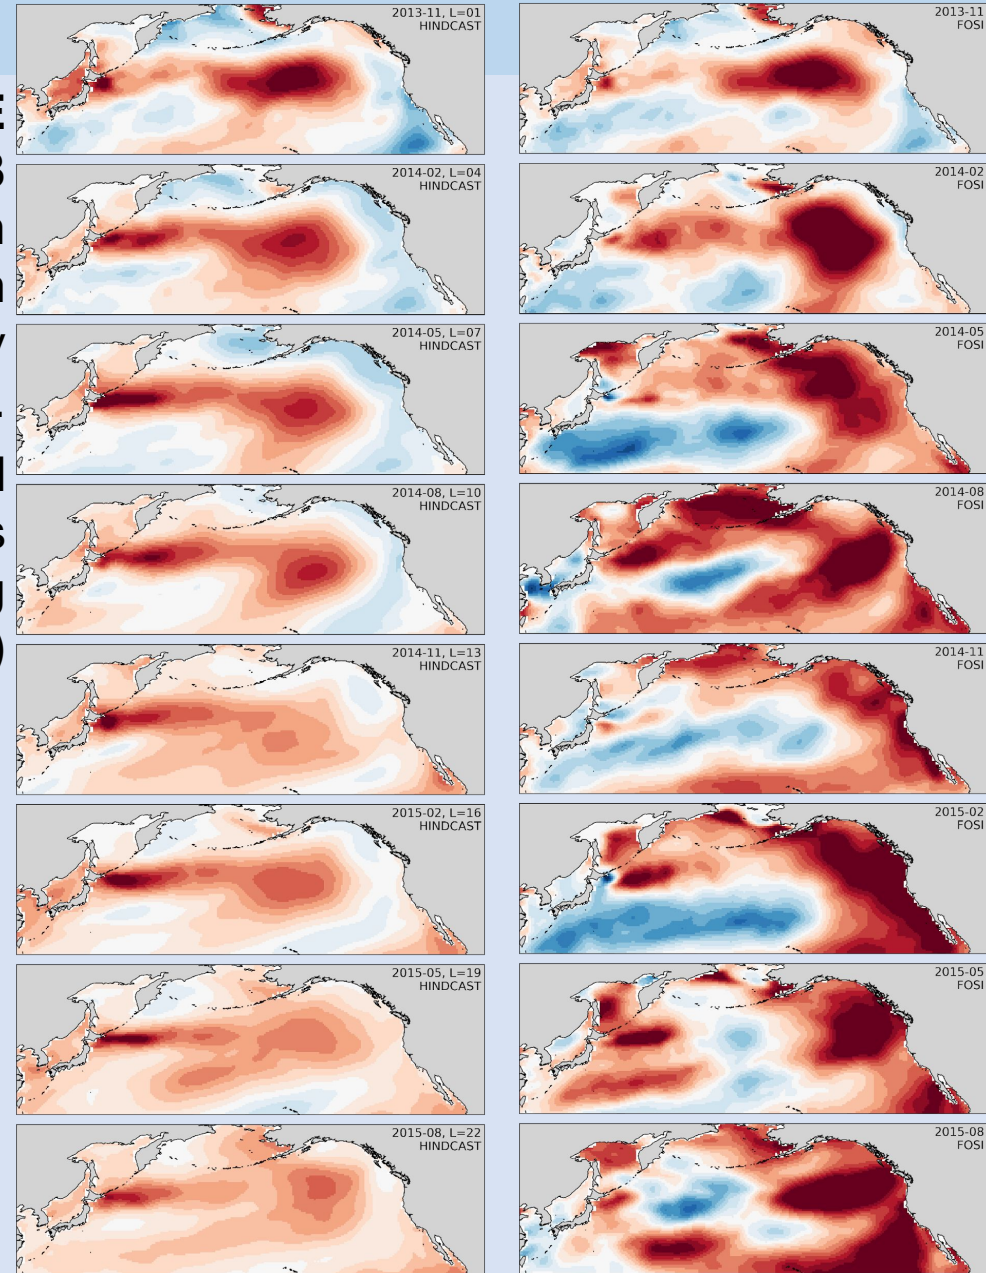 2013-11, L=01
HINDCAST
2013-11
FOSI
2014-02, L=04
HINDCAST
2014-02
FOSI
2014-05, L=07
HINDCAST
2014-05
FOSI
2014-08, L=10
HINDCAST
2014-08
FOSI
2014-11, L=13
HINDCAST
2014-11
FOSI
2015-02, L=16
HINDCAST
2015-02
FOSI
2015-05, L=19
HINDCAST
2015-05
FOSI
2015-08, L=22
HINDCAST
2015-08
FOSI